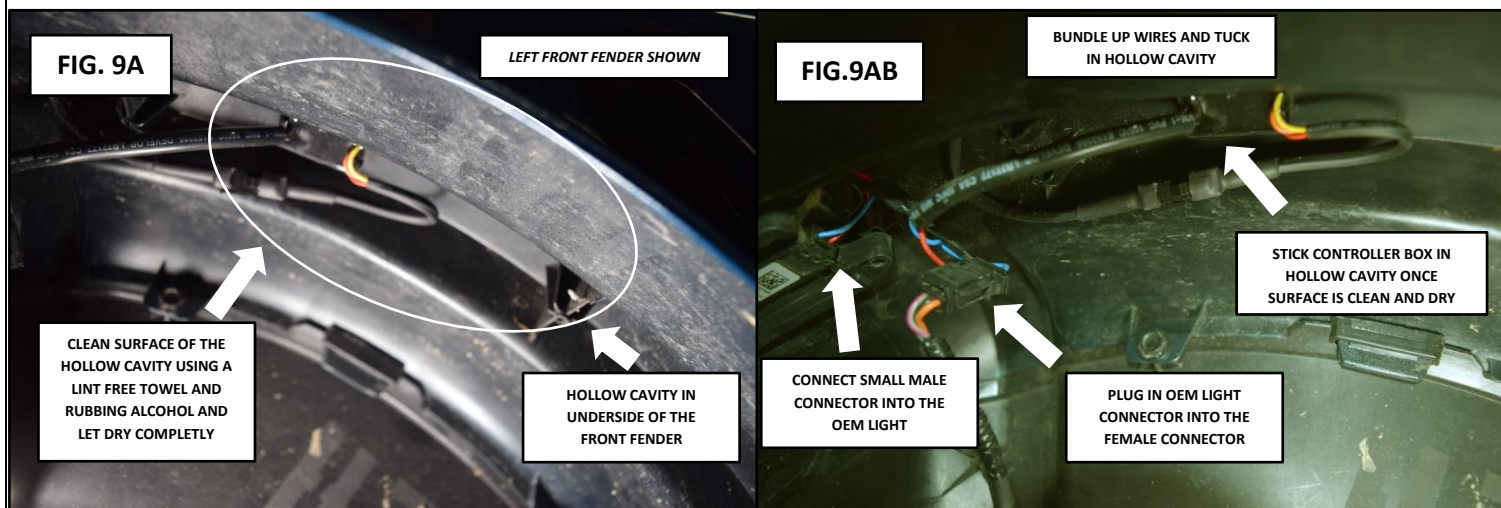 FIG. 9A
LEFT FRONT FENDER SHOWN
CLEAN SURFACE OF THE
HOLLOW CAVITY USING A
LINT FREE TOWEL AND
RUBBING ALCOHOL AND
LET DRY COMPLETLY
HOLLOW CAVITY IN
UNDERSIDE OF THE
FRONT FENDER
FIG.9AB
BUNDLE UP WIRES AND TUCK
IN HOLLOW CAVITY
STICK CONTROLLER BOX IN
HOLLOW CAVITY ONCE
SURFACE IS CLEAN AND DRY
CONNECT SMALL MALE
CONNECTOR INTO THE
OEM LIGHT
PLUG IN OEM LIGHT
CONNECTOR INTO THE
FEMALE CONNECTOR